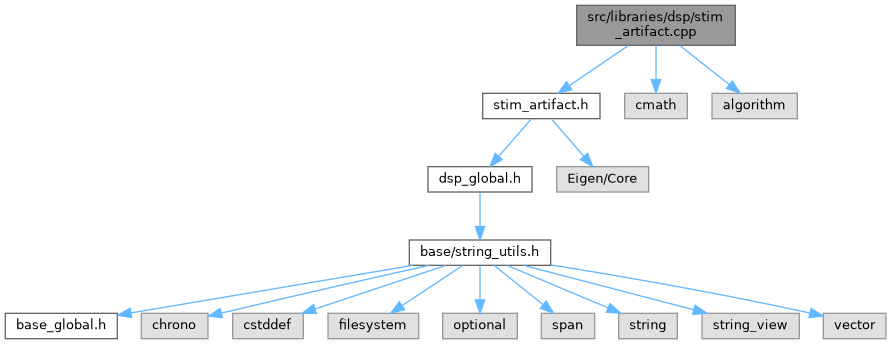 src/libraries/dsp/stim
_artifact.cpp
stim_artifact.h
cmath
algorithm
dsp_global.h
Eigen/Core
base/string_utils.h
base_global.h
chrono
cstddef
filesystem
optional
span
string
string_view
vector